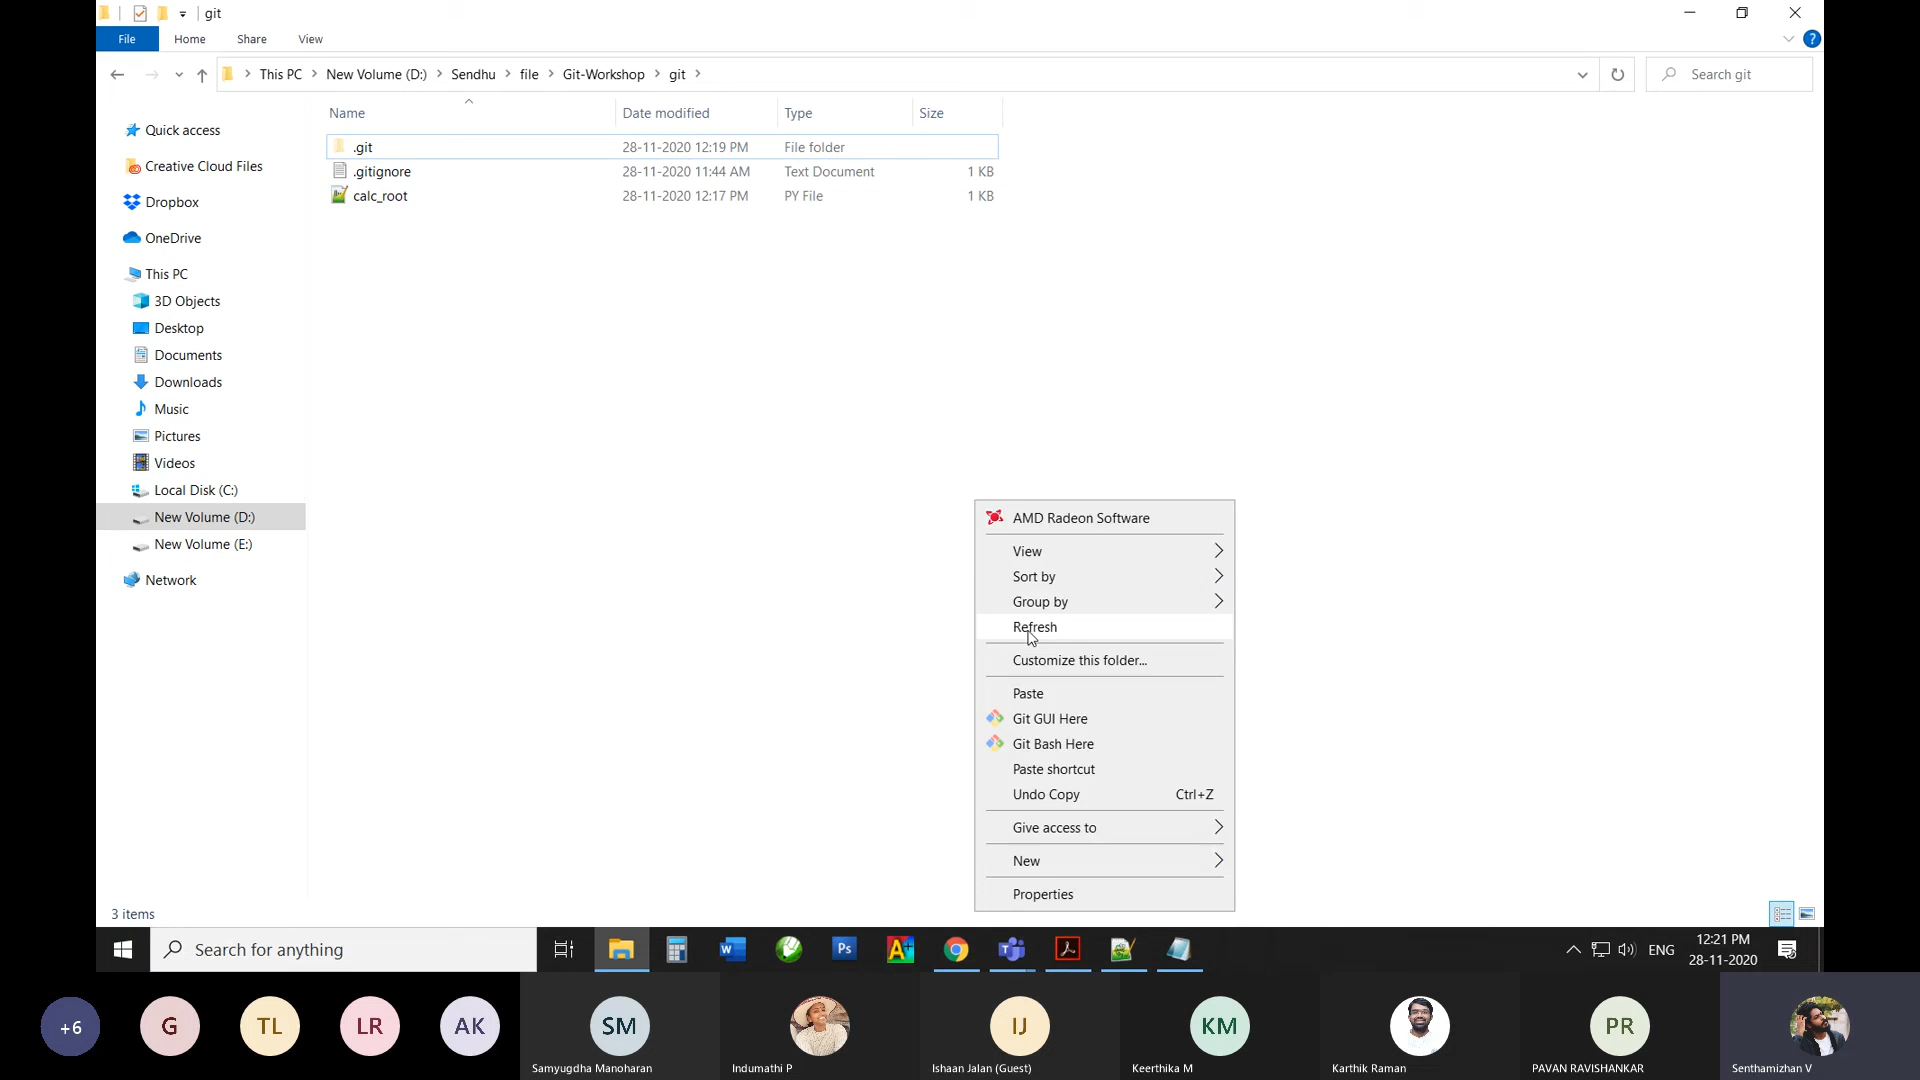 git
File Home Share View
This PC New Volume (D:) Sendhu file Git-Workshop git
Search git
Name Date modified Type Size
.git 28-11-2020 12:19 PM File folder
.gitignore 28-11-2020 11:44 AM Text Document 1 KB
calc_root 28-11-2020 12:17 PM PY File 1 KB
Quick access
Creative Cloud Files
Dropbox
OneDrive
This PC
3D Objects
Desktop
Documents
Downloads
Music
Pictures
Videos
Local Disk (C:)
New Volume (D:)
New Volume (E:)
Network
AMD Radeon Software
View
Sort by
Group by
Refresh
Customize this folder...
Paste
Git GUI Here
Git Bash Here
Paste shortcut
Undo Copy Ctrl+Z
Give access to
New
Properties
3 items
Search for anything
ENG
12:21 PM
28-11-2020
+6 G TL LR AK SM IJ KM PR
Samyugdha Manoharan Indumathi P Ishaan Jalan (Guest) Keerthika M Karthik Raman PAVAN RAVISHANKAR Senthamizhan V